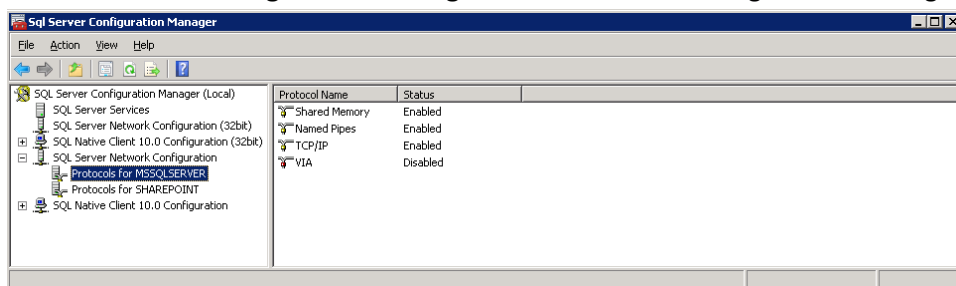 Sql Server Configuration Manager
File Action View Help
SQL Server Configuration Manager (Local)
SQL Server Services
SQL Server Network Configuration (32bit)
SQL Native Client 10.0 Configuration (32bit)
SQL Server Network Configuration
Protocols for MSSQLSERVER
Protocols for SHAREPOINT
SQL Native Client 10.0 Configuration
Protocol Name Status
Shared Memory Enabled
Named Pipes Enabled
TCP/IP Enabled
VIA Disabled